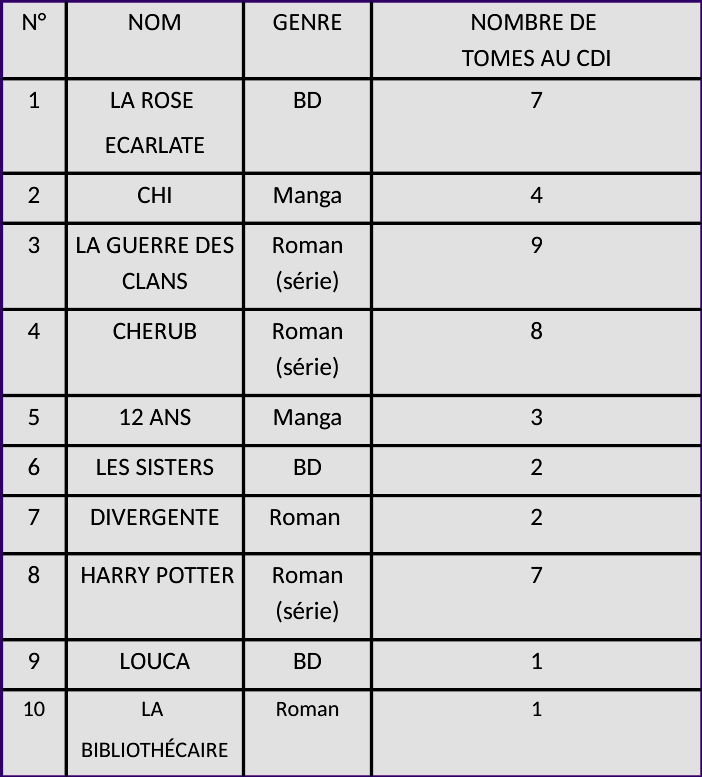 N° NOM GENRE NOMBRE DE
TOMES AU CDI
1 LA ROSE BD 7
ECARLATE
2 CHI Manga 4
3 LA GUERRE DES Roman 9
CLANS (série)
4 CHERUB Roman 8
(série)
5 12 ANS Manga 3
6 LES SISTERS BD 2
7 DIVERGENTE Roman 2
8 HARRY POTTER Roman 7
(série)
9 LOUCA BD 1
10 LA Roman 1
BIBLIOTHÉCAIRE